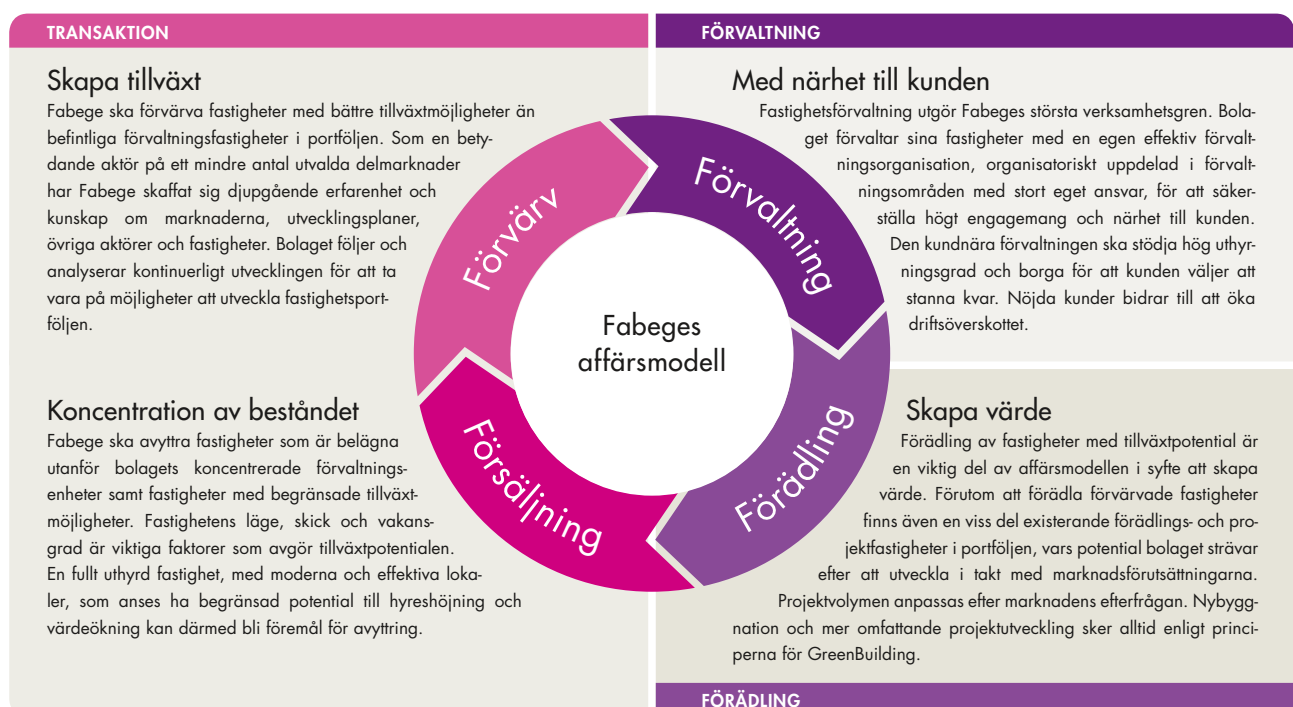 TRANSAKTION
Skapa tillväxt
Fabege ska förvärva fastigheter med bättre tillväxtmöjligheter än
befintliga förvaltningsfastigheter i portföljen. Som en bety-
dande aktör på ett mindre antal utvalda delmarknader
har Fabege skaffat sig djupgående erfarenhet och
kunskap om marknaderna, utvecklingsplaner,
övriga aktörer och fastigheter. Bolaget följer och
analyserar kontinuerligt utvecklingen för att ta
vara på möjligheter att utveckla fastighetsport-
följen.
Koncentration av beståndet
Fabege ska avyttra fastigheter som är belägna
utanför bolagets koncentrerade förvaltnings-
enheter samt fastigheter med begränsade tillväxt-
möjligheter. Fastighetens läge, skick och vakans-
grad är viktiga faktorer som avgör tillväxtpotentialen.
En fullt uthyrd fastighet, med moderna och effektiva loka-
ler, som anses ha begränsad potential till hyreshöjning och
värdeökning kan därmed bli föremål för avyttring.
Förvärv
Förvaltning
Fabeges
affärsmodell
Försäljning
Förädling
FÖRVALTNING
Med närhet till kunden
Fastighetsförvaltning utgör Fabeges största verksamhetsgren. Bola-
get förvaltar sina fastigheter med en egen effektiv förvalt-
ningsorganisation, organisatoriskt uppdelad i förvalt-
ningsområden med stort eget ansvar, för att säker-
ställa högt engagemang och närhet till kunden.
Den kundnära förvaltningen ska stödja hög uthyr-
ningsgrad och borga för att kunden väljer att
stanna kvar. Nöjda kunder bidrar till att öka
driftsöverskottet.
Skapa värde
Förädling av fastigheter med tillväxtpotential är
en viktig del av affärsmodellen i syfte att skapa
värde. Förutom att förädla förvärvade fastigheter
finns även en viss del existerande förädlings- och pro-
jektfastigheter i portföljen, vars potential bolaget strävar
efter att utveckla i takt med marknadsförutsättningarna.
Projektvolymen anpassas efter marknadens efterfrågan. Nybygg-
nation och mer omfattande projektutveckling sker alltid enligt princi-
perna för GreenBuilding.
FÖRÄDLING